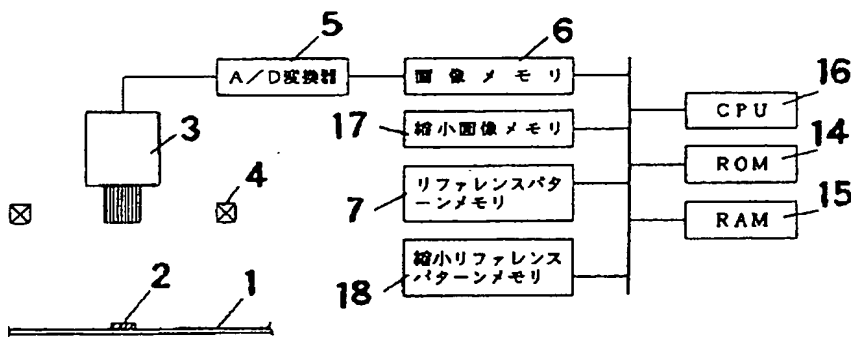 5
6
A/D変換器
画像メモリ
16
CPU
3
17
縮小画像メモリ
14
ROM
4
7
リファレンスパタ
ーンメモリ
15
RAM
2
1
18
縮小リファレンス
パターンメモリ